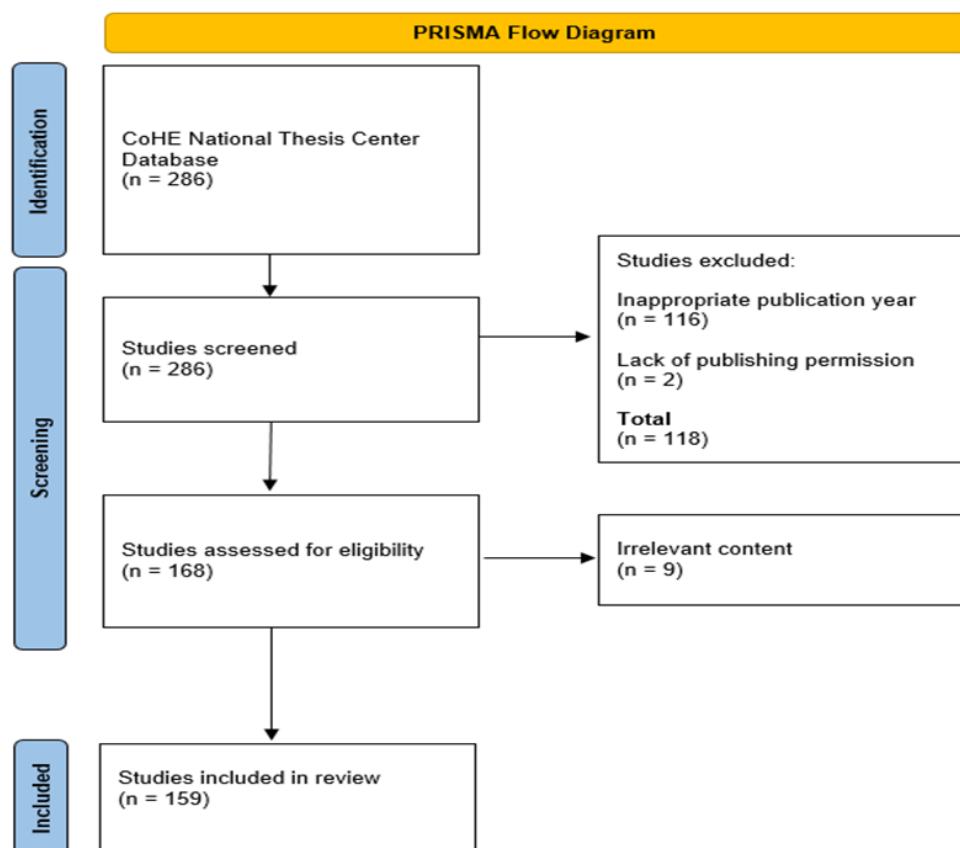 PRISMA Flow Diagram
Identification
CoHE National Thesis Center
Database
(n = 286)
Screening
Studies screened
(n = 286)
Studies excluded:
Inappropriate publication year
(n = 116)
Lack of publishing permission
(n = 2)
Total
(n = 118)
Studies assessed for eligibility
(n = 168)
Irrelevant content
(n = 9)
Included
Studies included in review
(n = 159)